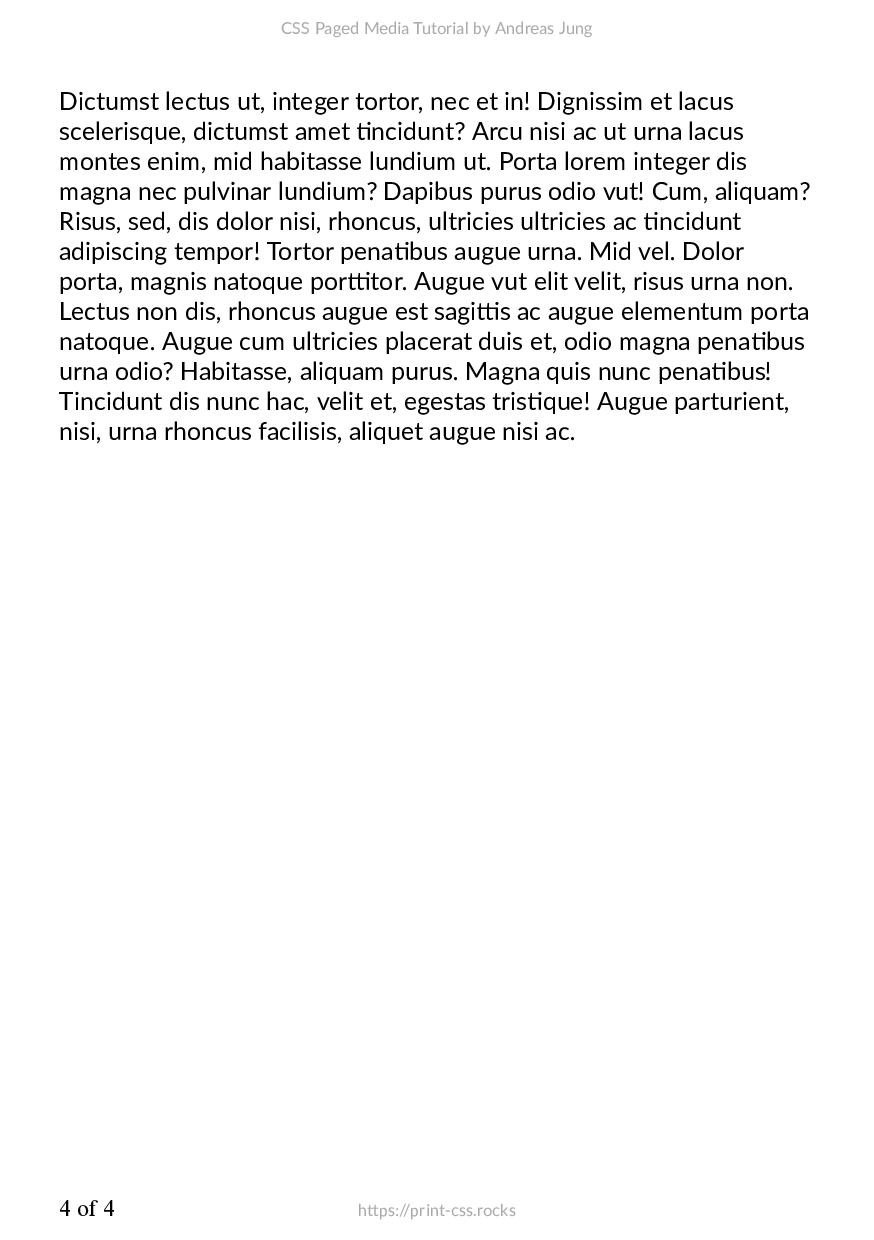 CSS Paged Media Tutorial by Andreas Jung
Dictumst lectus ut, integer tortor, nec et in! Dignissim et lacus
scelerisque, dictumst amet tincidunt? Arcu nisi ac ut urna lacus
montes enim, mid habitasse lundium ut. Porta lorem integer dis
magna nec pulvinar lundium? Dapibus purus odio vut! Cum, aliquam?
Risus, sed, dis dolor nisi, rhoncus, ultricies ultricies ac tincidunt
adipiscing tempor! Tortor penatibus augue urna. Mid vel. Dolor
porta, magnis natoque porttitor. Augue vut elit velit, risus urna non.
Lectus non dis, rhoncus augue est sagittis ac augue elementum porta
natoque. Augue cum ultricies placerat duis et, odio magna penatibus
urna odio? Habitasse, aliquam purus. Magna quis nunc penatibus!
Tincidunt dis nunc hac, velit et, egestas tristique! Augue parturient,
nisi, urna rhoncus facilisis, aliquet augue nisi ac.
4 of 4
https://print-css.rocks